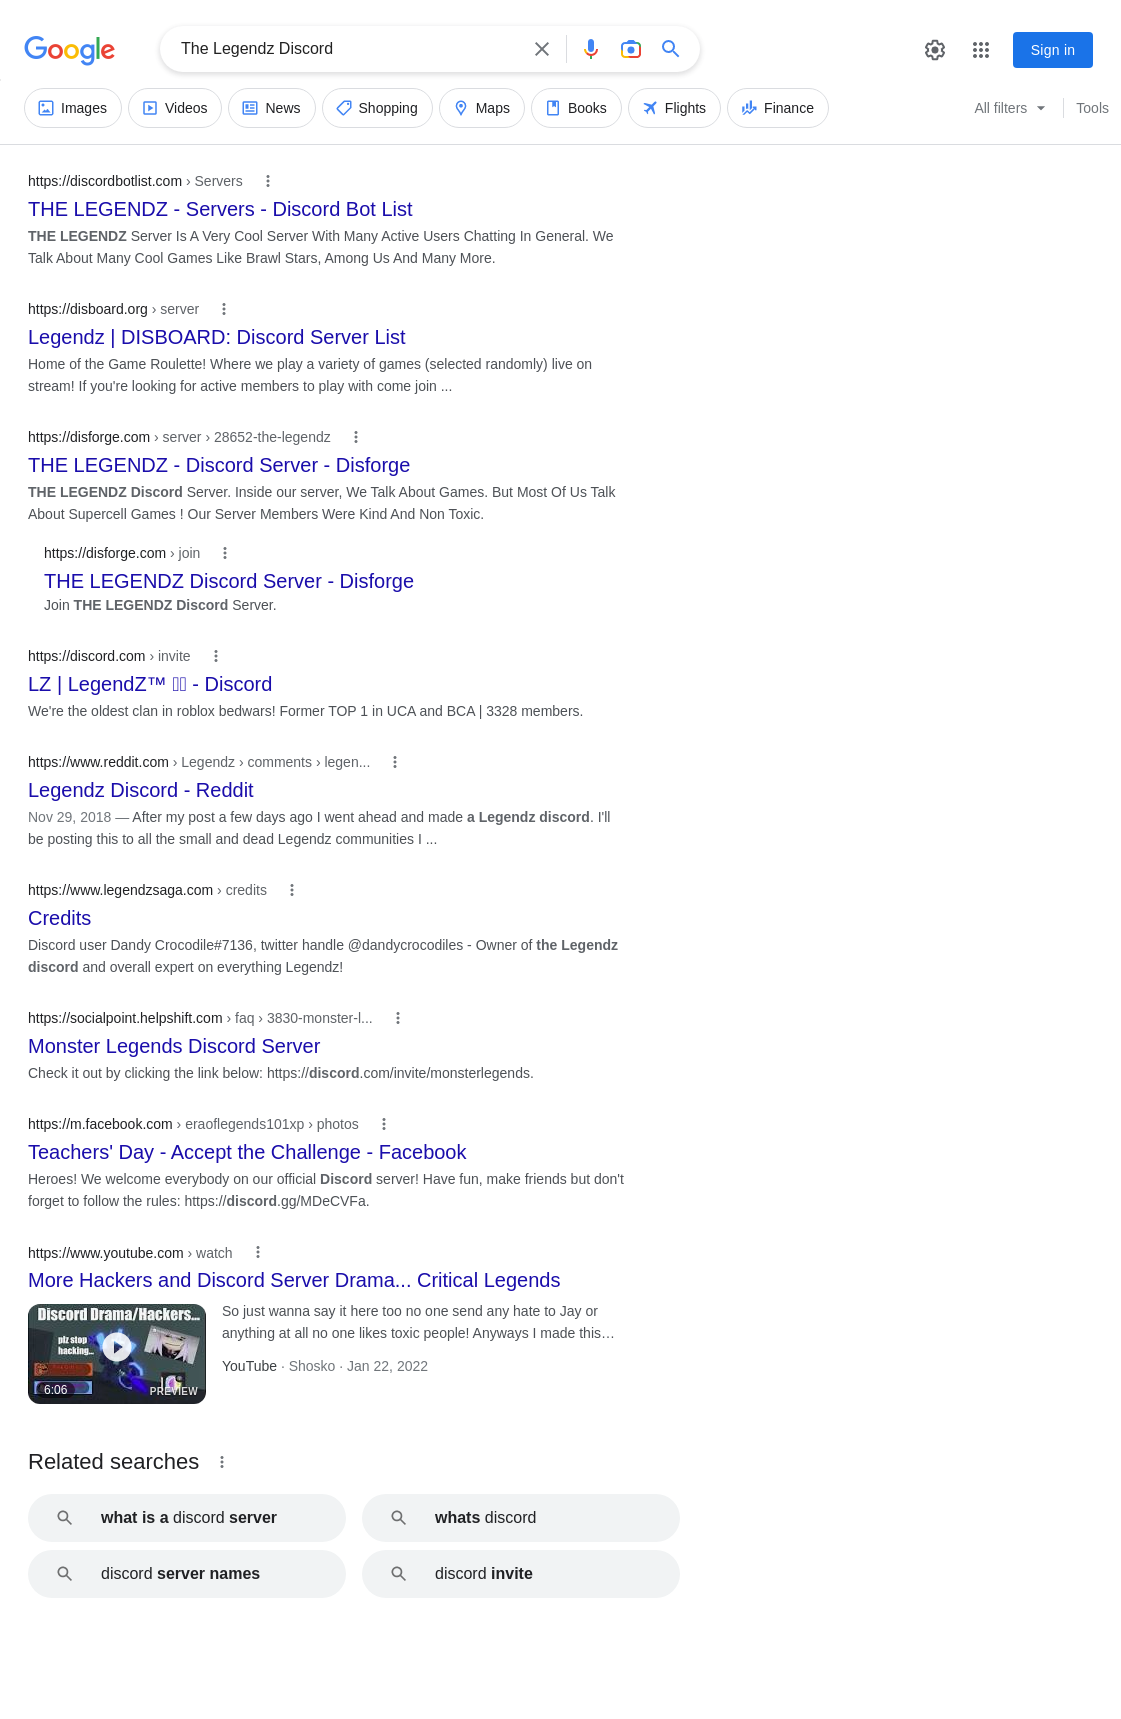 Google
The Legendz Discord
Sign in
Images
Videos
News
Shopping
Maps
Books
Flights
Finance
All filters
Tools
https://discordbotlist.com › Servers
THE LEGENDZ - Servers - Discord Bot List
THE LEGENDZ Server Is A Very Cool Server With Many Active Users Chatting In General. We
Talk About Many Cool Games Like Brawl Stars, Among Us And Many More.
https://disboard.org › server
Legendz | DISBOARD: Discord Server List
Home of the Game Roulette! Where we play a variety of games (selected randomly) live on
stream! If you're looking for active members to play with come join ...
https://disforge.com › server › 28652-the-legendz
THE LEGENDZ - Discord Server - Disforge
THE LEGENDZ Discord Server. Inside our server, We Talk About Games. But Most Of Us Talk
About Supercell Games ! Our Server Members Were Kind And Non Toxic.
https://disforge.com › join
THE LEGENDZ Discord Server - Disforge
Join THE LEGENDZ Discord Server.
https://discord.com › invite
LZ | LegendZ™ - Discord
We're the oldest clan in roblox bedwars! Former TOP 1 in UCA and BCA | 3328 members.
https://www.reddit.com › Legendz › comments › legen...
Legendz Discord - Reddit
Nov 29, 2018 — After my post a few days ago I went ahead and made a Legendz discord. I'll
be posting this to all the small and dead Legendz communities I ...
https://www.legendzsaga.com › credits
Credits
Discord user Dandy Crocodile#7136, twitter handle @dandycrocodiles - Owner of the Legendz
discord and overall expert on everything Legendz!
https://socialpoint.helpshift.com › faq › 3830-monster-l...
Monster Legends Discord Server
Check it out by clicking the link below: https://discord.com/invite/monsterlegends.
https://m.facebook.com › eraoflegends101xp › photos
Teachers' Day - Accept the Challenge - Facebook
Heroes! We welcome everybody on our official Discord server! Have fun, make friends but don't
forget to follow the rules: https://discord.gg/MDeCVFa.
https://www.youtube.com › watch
More Hackers and Discord Server Drama... Critical Legends
Discord Drama/Hackers...
plz stop
hacking...
6:06
PREVIEW
So just wanna say it here too no one send any hate to Jay or
anything at all no one likes toxic people! Anyways I made this…
YouTube · Shosko · Jan 22, 2022
Related searches
what is a discord server
whats discord
discord server names
discord invite